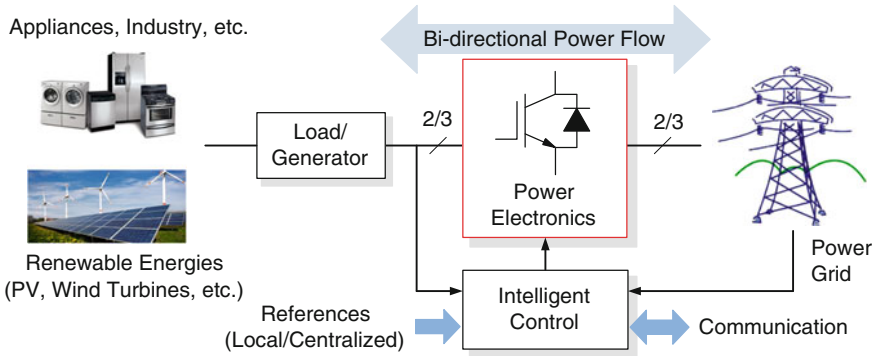 Appliances, Industry, etc.
Bi-directional Power Flow
Load/
Generator
2/3
2/3
Power
Electronics
Renewable Energies
(PV, Wind Turbines, etc.)
Power
Grid
References
(Local/Centralized)
Intelligent
Control
Communication